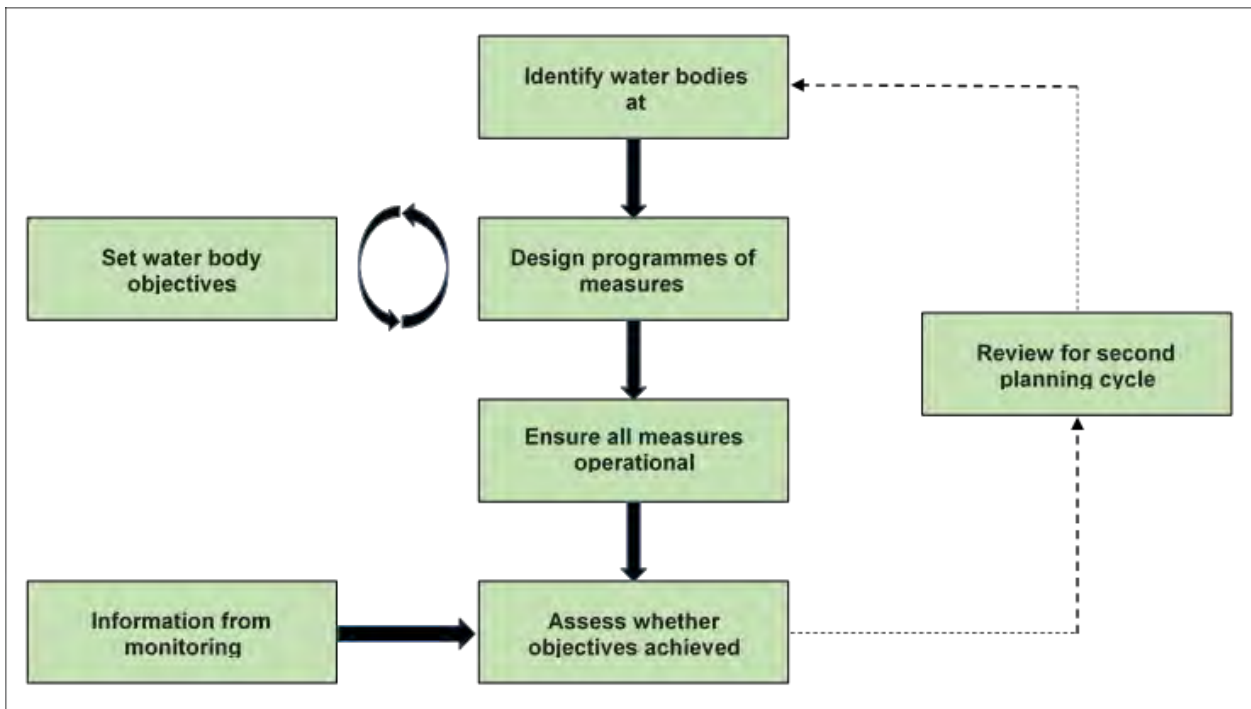 Identify water bodies
at
Set water body
objectives
Design programmes of
measures
Review for second
planning cycle
Ensure all measures
operational
Information from
monitoring
Assess whether
objectives achieved